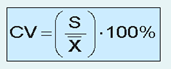 CV = (S / X̅) · 100%